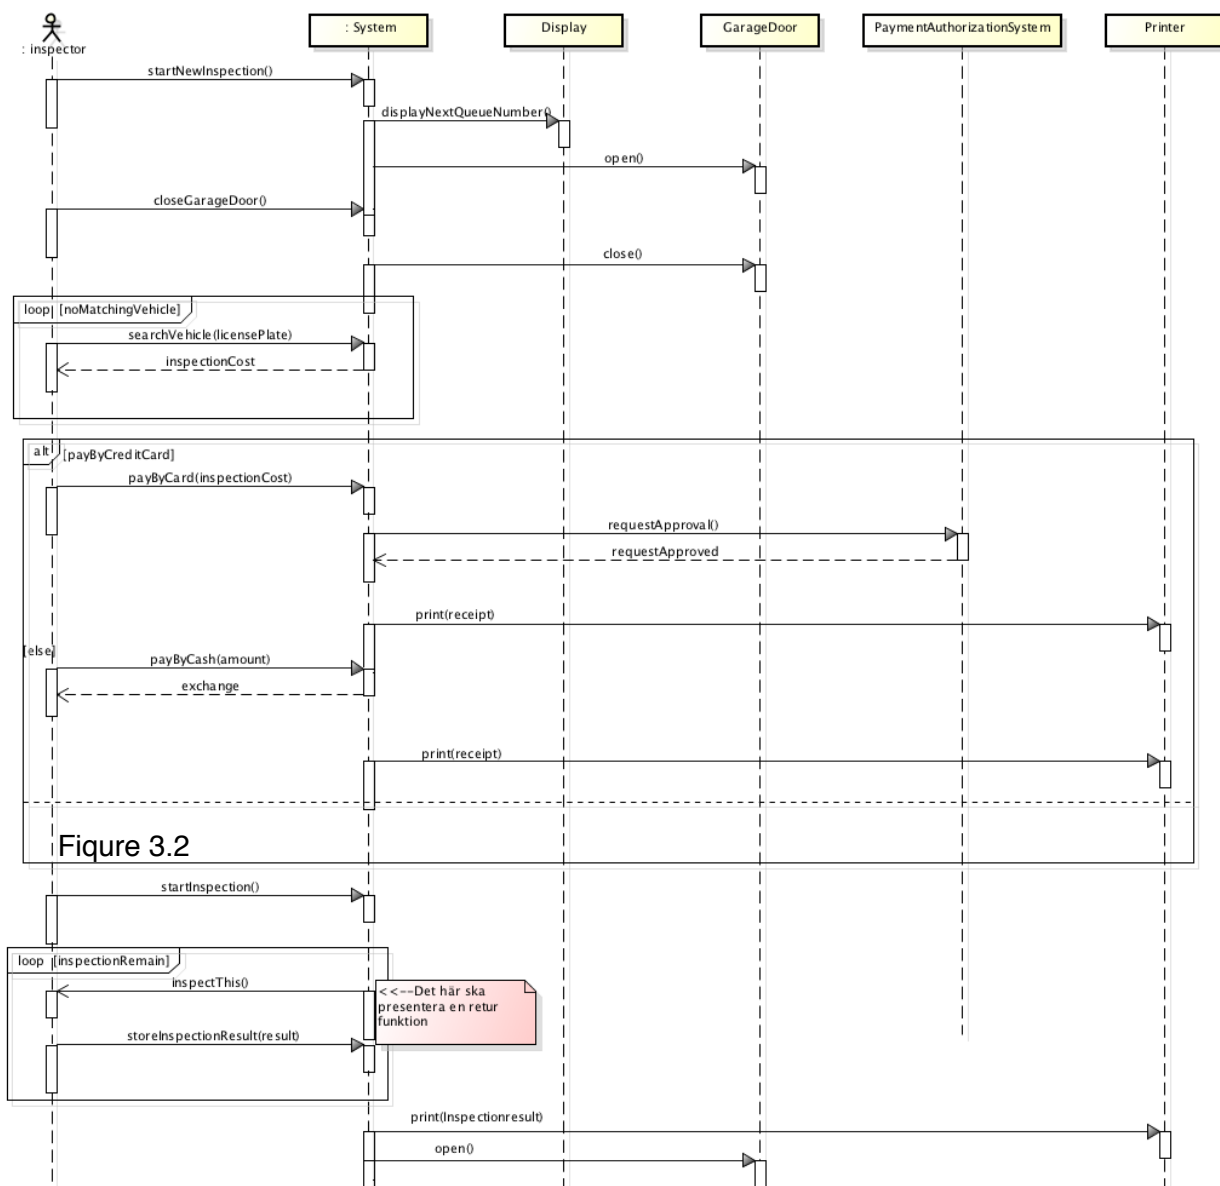 : inspector
: System
Display
GarageDoor
PaymentAuthorizationSystem
Printer
startNewInspection()
displayNextQueueNumber()
open()
closeGarageDoor()
close()
loop [noMatchingVehicle]
searchVehicle(licensePlate)
inspectionCost
alt [payByCreditCard]
payByCard(inspectionCost)
requestApproval()
requestApproved
print(receipt)
[else]
payByCash(amount)
exchange
print(receipt)
Fiqure 3.2
startInspection()
loop [inspectionRemain]
inspectThis()
<<--Det här ska
presentera en retur
funktion
storeInspectionResult(result)
print(Inspectionresult)
open()